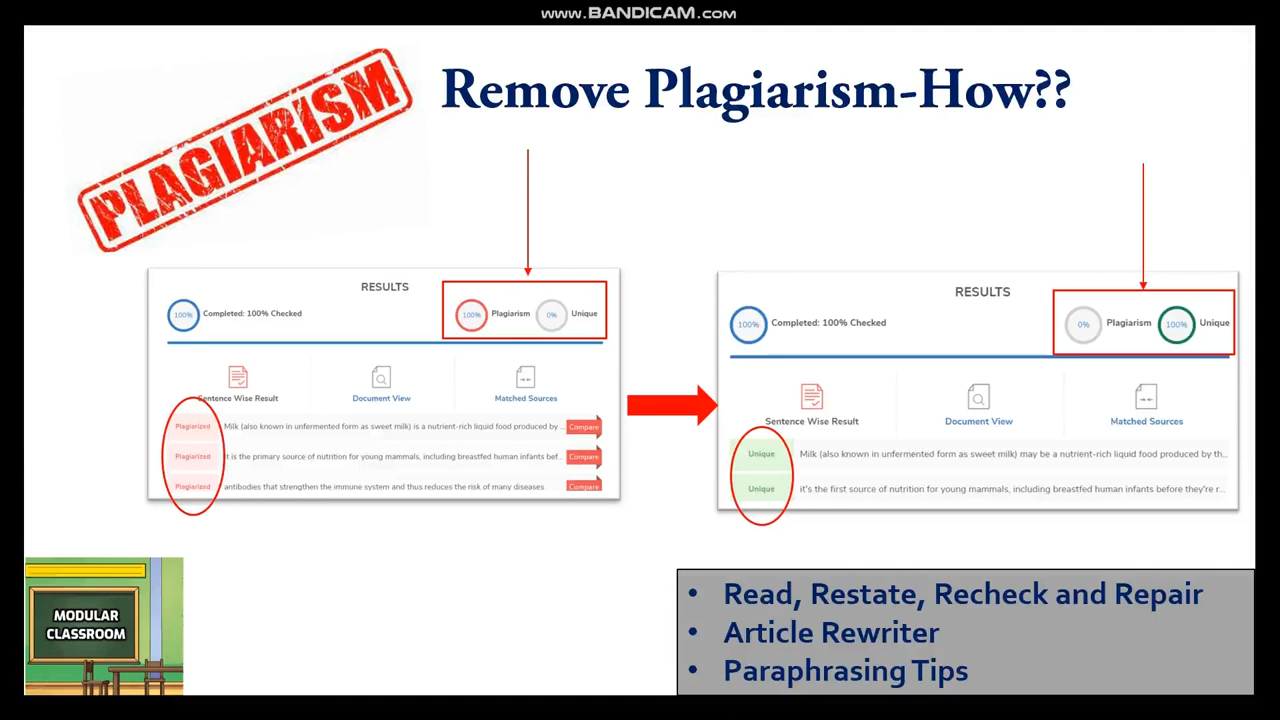 www.BANDICAM.com
PLAGIARISM
Remove Plagiarism-How??
RESULTS
100%
Completed: 100% Checked
100%
Plagiarism
0%
Unique
Sentence Wise Result
Document View
Matched Sources
Plagiarized
Milk (also known in unfermented form as sweet milk) is a nutrient-rich liquid food produced by ...
Compare
Plagiarized
It is the primary source of nutrition for young mammals, including breastfed human infants bef...
Compare
Plagiarized
antibodies that strengthen the immune system and thus reduces the risk of many diseases
Compare
RESULTS
100%
Completed: 100% Checked
0%
Plagiarism
100%
Unique
Sentence Wise Result
Document View
Matched Sources
Unique
Milk (also known in unfermented form as sweet milk) may be a nutrient-rich liquid food produced by th...
Unique
it's the first source of nutrition for young mammals, including breastfed human infants before they're r...
MODULAR
CLASSROOM
• Read, Restate, Recheck and Repair
• Article Rewriter
• Paraphrasing Tips